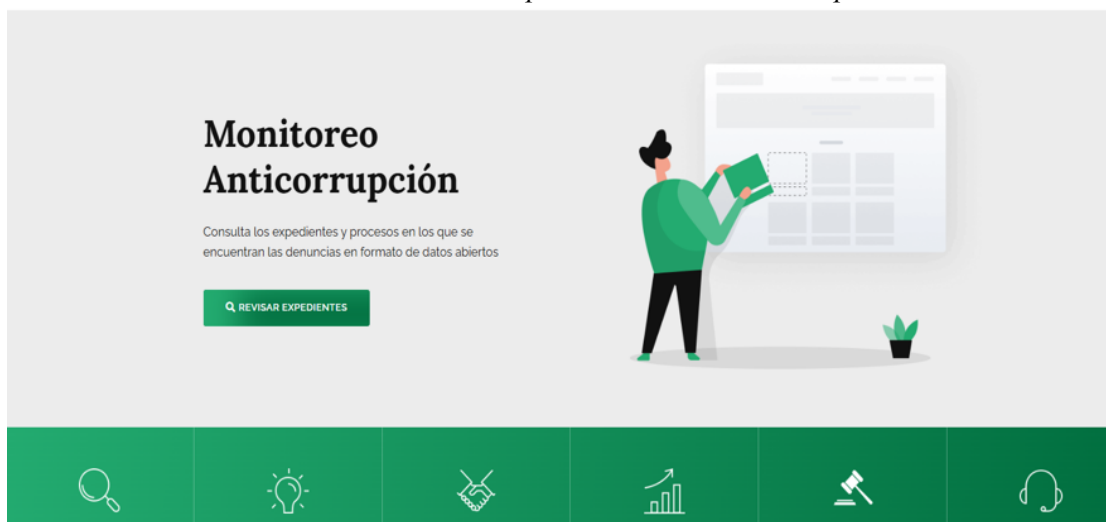 Monitoreo
Anticorrupción
Consulta los expedientes y procesos en los que se
encuentran las denuncias en formato de datos abiertos
REVISAR EXPEDIENTES